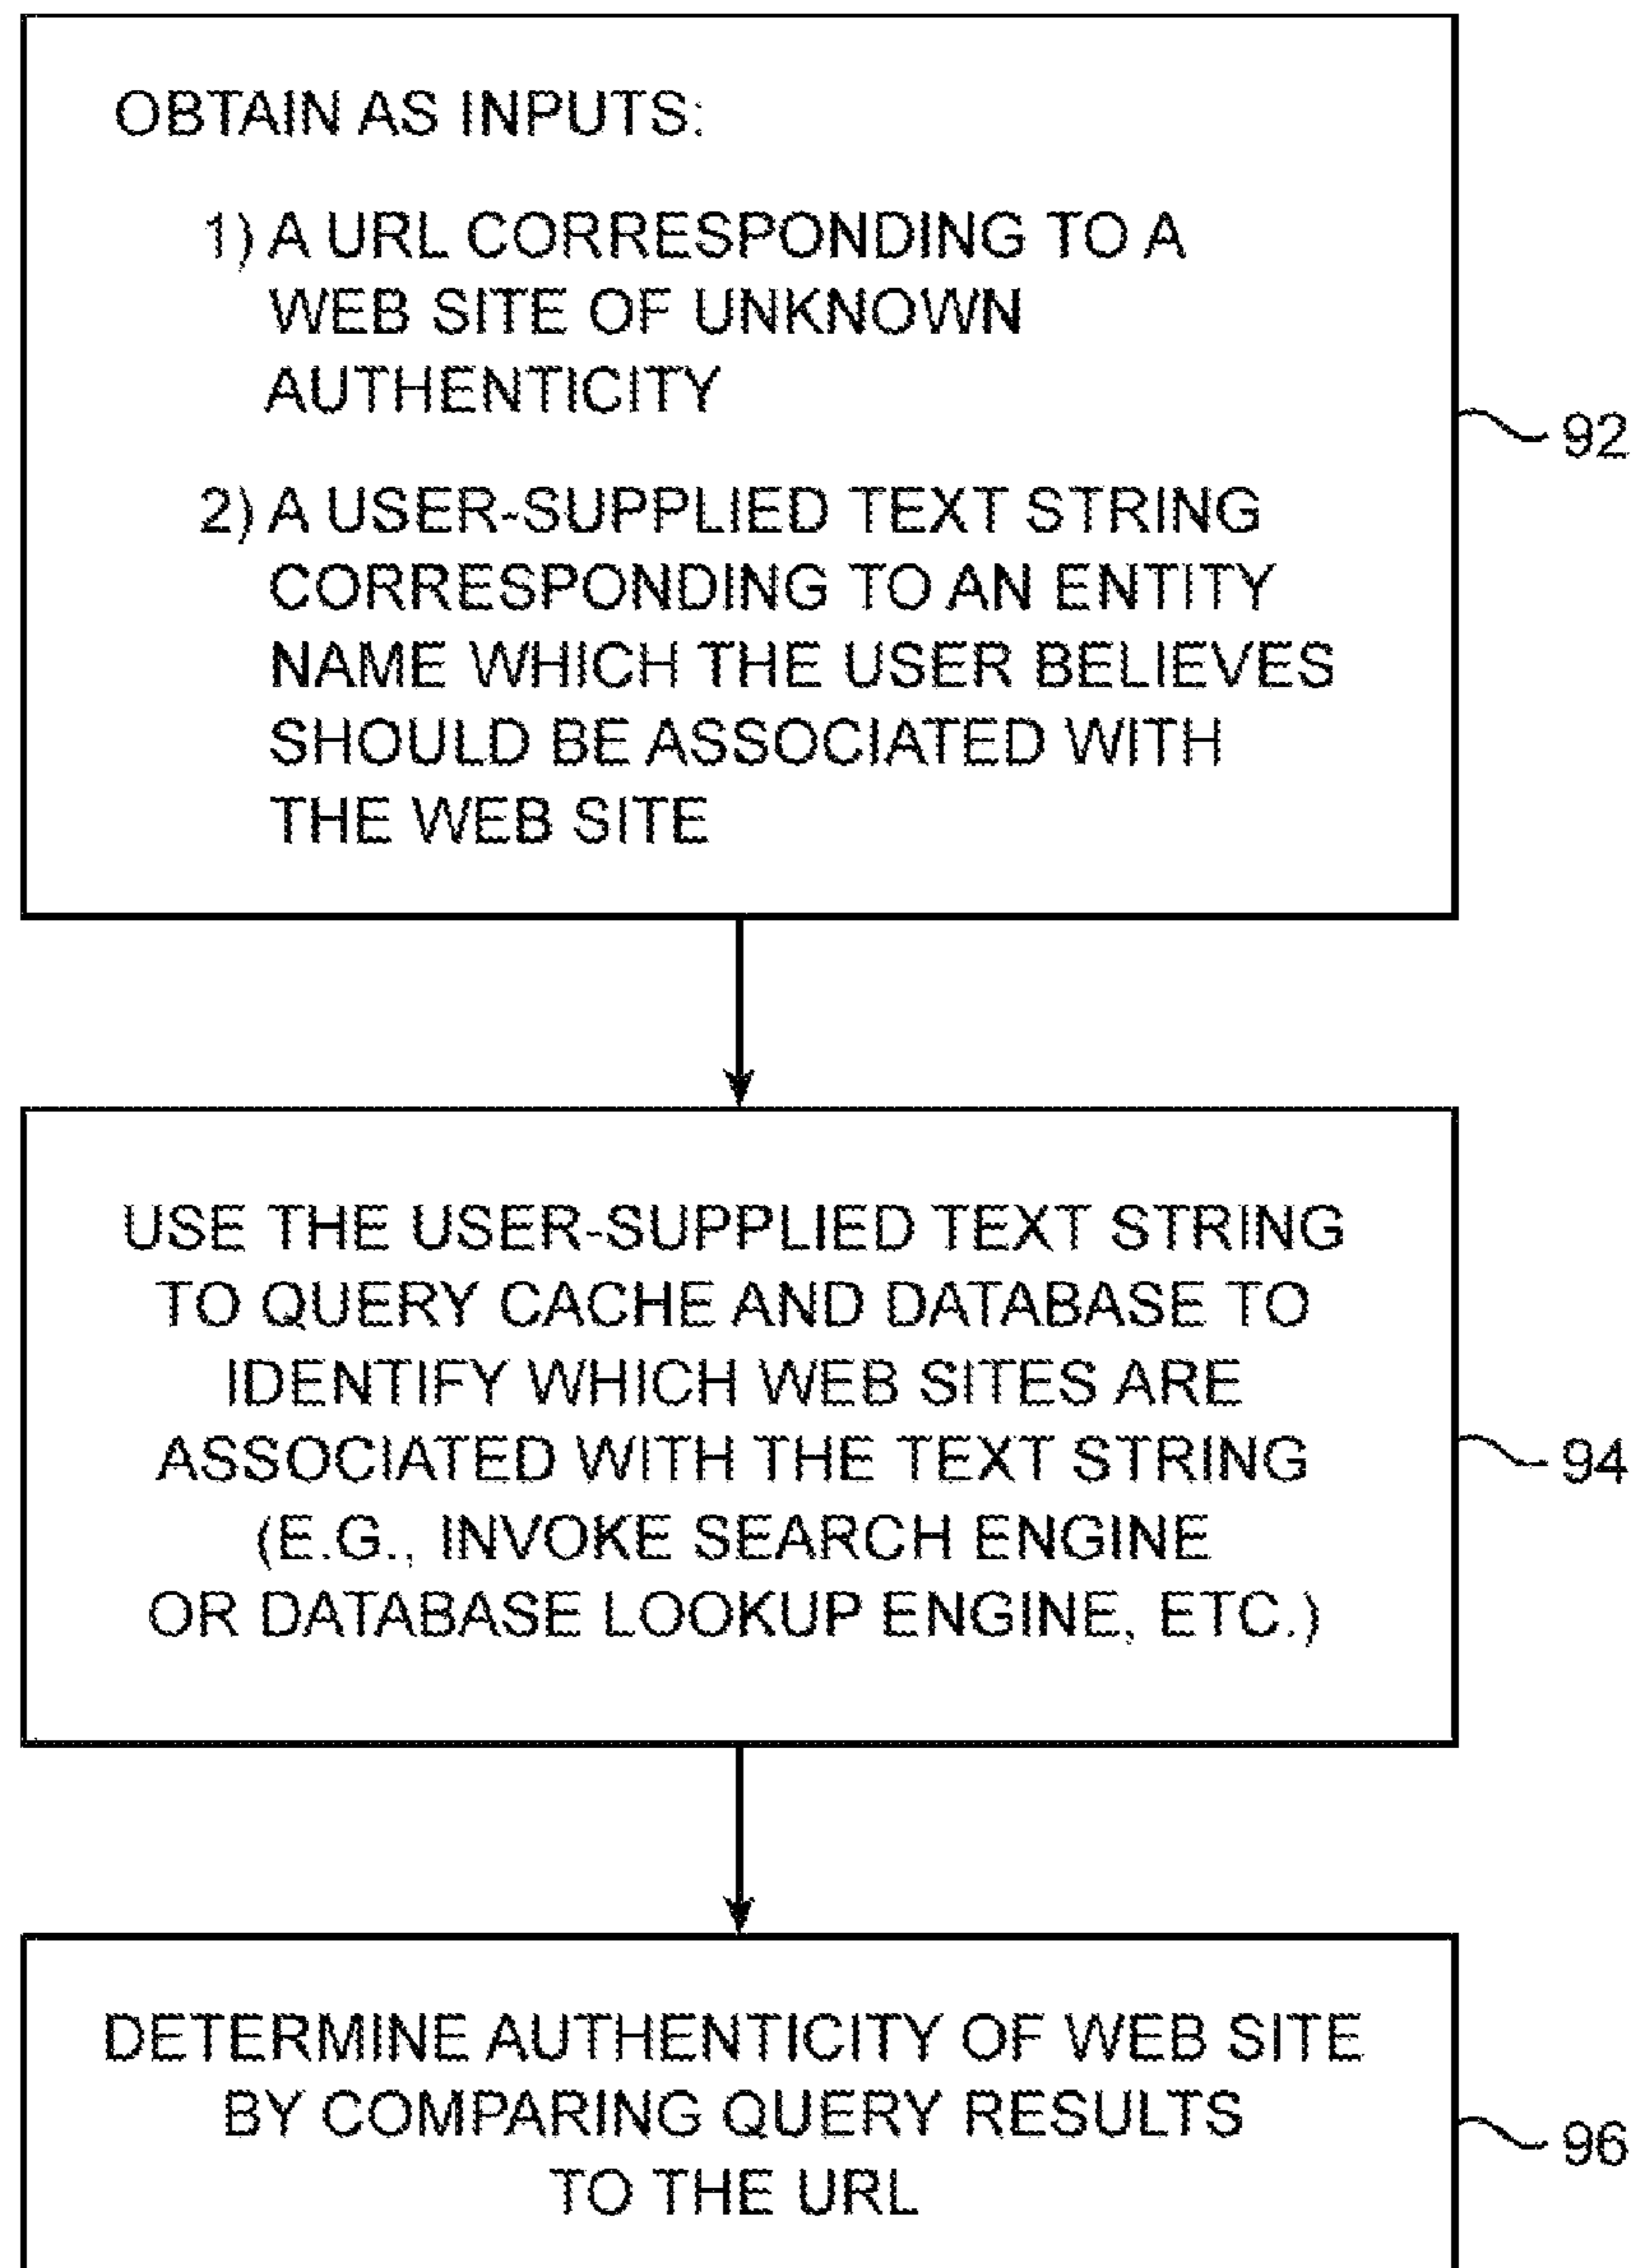 OBTAIN AS INPUTS:
1) A URL CORRESPONDING TO A
WEB SITE OF UNKNOWN
AUTHENTICITY
92
2) A USER-SUPPLIED TEXT STRING
CORRESPONDING TO AN ENTITY
NAME WHICH THE USER BELIEVES
SHOULD BE ASSOCIATED WITH
THE WEB SITE
USE THE USER-SUPPLIED TEXT STRING
TO QUERY CACHE AND DATABASE TO
IDENTIFY WHICH WEB SITES ARE
ASSOCIATED WITH THE TEXT STRING
94
(E.G., INVOKE SEARCH ENGINE
OR DATABASE LOOKUP ENGINE, ETC.)
DETERMINE AUTHENTICITY OF WEB SITE
BY COMPARING QUERY RESULTS
96
TO THE URL